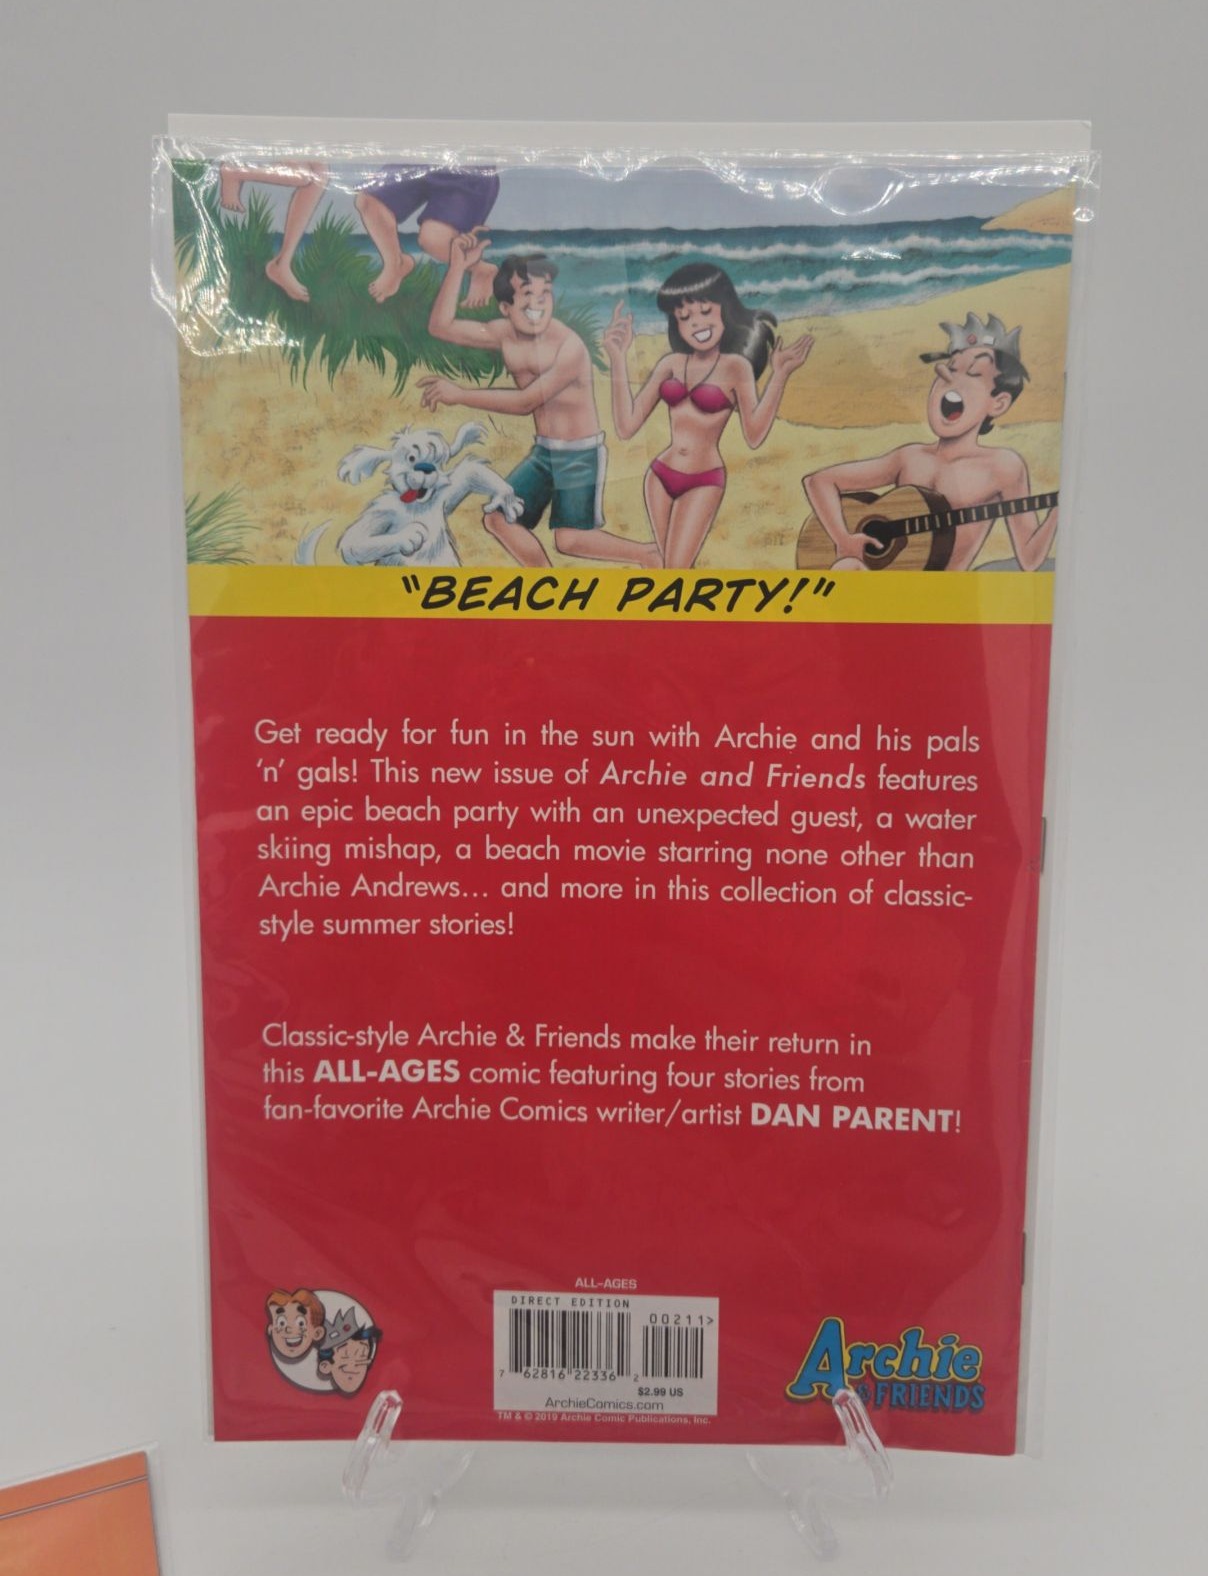 "BEACH PARTY!"
Get ready for fun in the sun with Archie and his pals
'n' gals! This new issue of Archie and Friends features
an epic beach party with an unexpected guest, a water
skiing mishap, a beach movie starring none other than
Archie Andrews... and more in this collection of classic-
style summer stories!
Classic-style Archie & Friends make their return in
this ALL-AGES comic featuring four stories from
fan-favorite Archie Comics writer/artist DAN PARENT!
ALL-AGES
DIRECT EDITION
00211>
7 62816 22336 2
$2.99 US
ArchieComics.com
TM & © 2019 Archie Comic Publications, Inc.
Archie
& FRIENDS